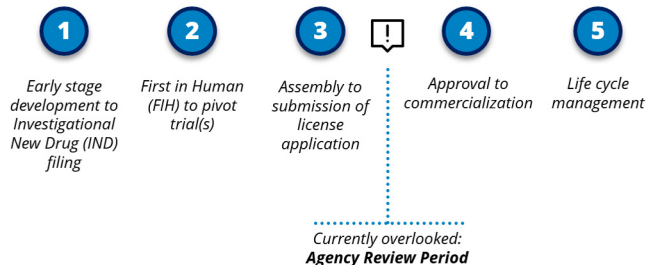 1
2
3
!
4
5
Early stage
development to
Investigational
New Drug (IND)
filing
First in Human
(FIH) to pivot
trial(s)
Assembly to
submission of
license
application
Approval to
commercialization
Life cycle
management
Currently overlooked:
Agency Review Period